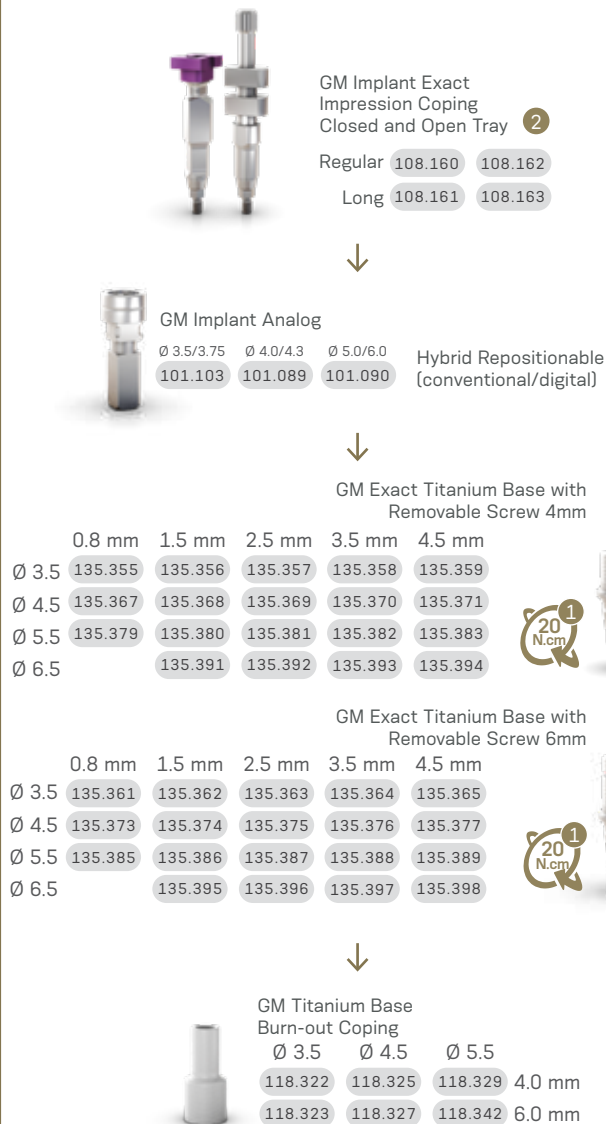 GM Implant Exact
Impression Coping
Closed and Open Tray 2
Regular 108.160 108.162
Long 108.161 108.163
GM Implant Analog
Ø 3.5/3.75 Ø 4.0/4.3 Ø 5.0/6.0
101.103 101.089 101.090
Hybrid Repositionable
(conventional/digital)
GM Exact Titanium Base with
Removable Screw 4mm
0.8 mm 1.5 mm 2.5 mm 3.5 mm 4.5 mm
Ø 3.5 135.355 135.356 135.357 135.358 135.359
Ø 4.5 135.367 135.368 135.369 135.370 135.371
Ø 5.5 135.379 135.380 135.381 135.382 135.383
Ø 6.5 135.391 135.392 135.393 135.394
1
20
N.cm
GM Exact Titanium Base with
Removable Screw 6mm
0.8 mm 1.5 mm 2.5 mm 3.5 mm 4.5 mm
Ø 3.5 135.361 135.362 135.363 135.364 135.365
Ø 4.5 135.373 135.374 135.375 135.376 135.377
Ø 5.5 135.385 135.386 135.387 135.388 135.389
Ø 6.5 135.395 135.396 135.397 135.398
1
20
N.cm
GM Titanium Base
Burn-out Coping
Ø 3.5 Ø 4.5 Ø 5.5
118.322 118.325 118.329 4.0 mm
118.323 118.327 118.342 6.0 mm